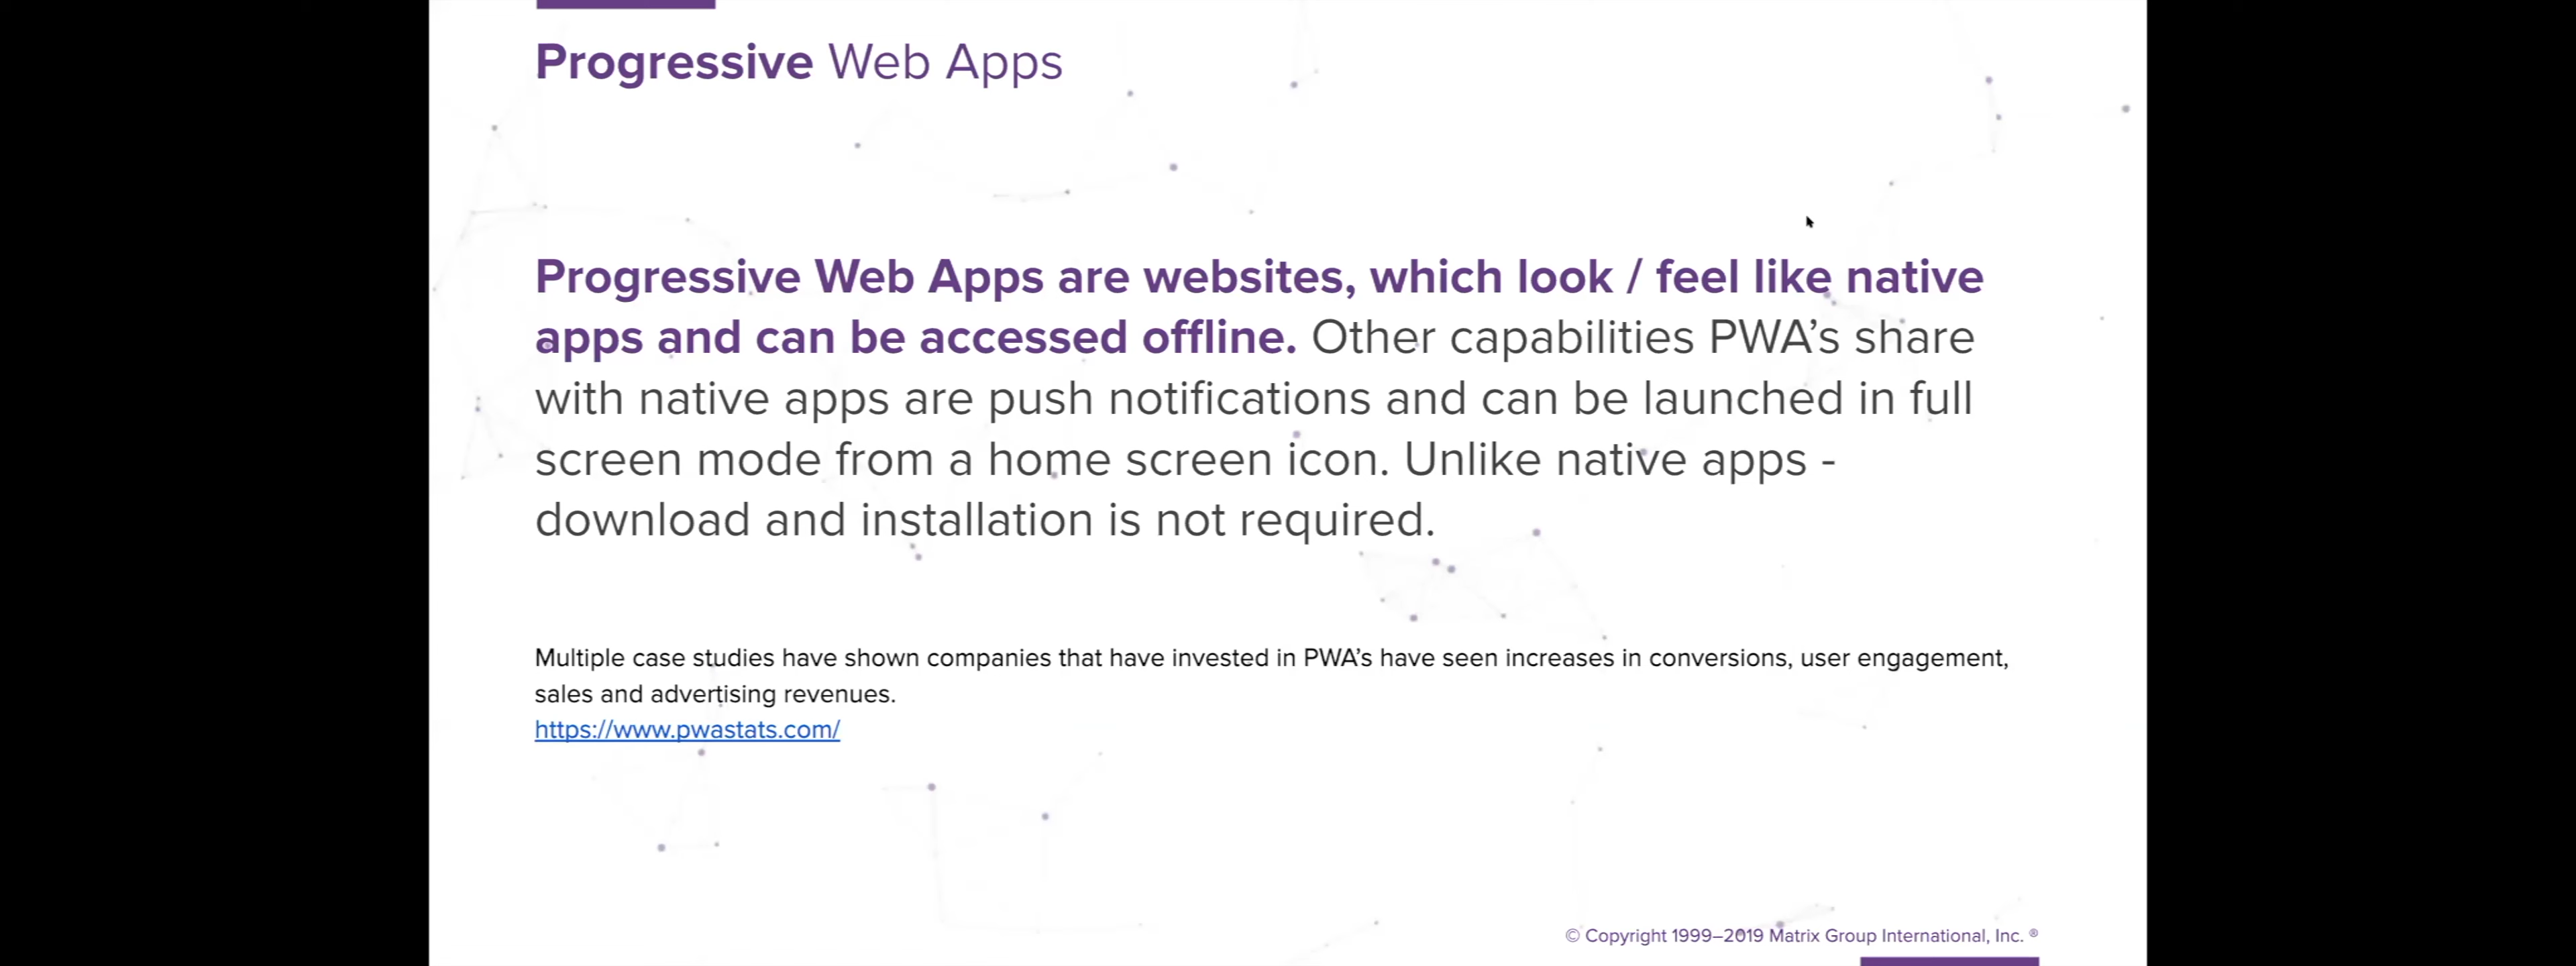 Progressive Web Apps
Progressive Web Apps are websites, which look / feel like native
apps and can be accessed offline. Other capabilities PWA’s share
with native apps are push notifications and can be launched in full
screen mode from a home screen icon. Unlike native apps -
download and installation is not required.
Multiple case studies have shown companies that have invested in PWA’s have seen increases in conversions, user engagement,
sales and advertising revenues.
https://www.pwastats.com/
© Copyright 1999–2019 Matrix Group International, Inc. ®